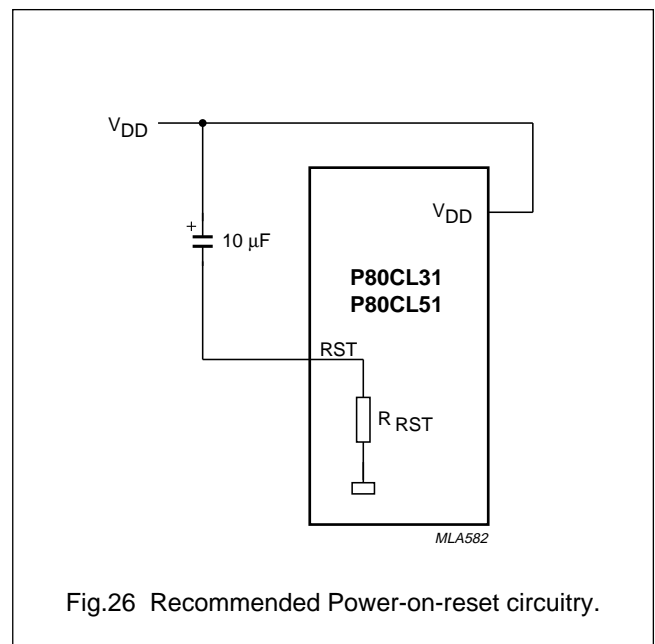 VDD
VDD
+
10 μF
P80CL31
P80CL51
RST
R RST
MLA582
Fig.26 Recommended Power-on-reset circuitry.